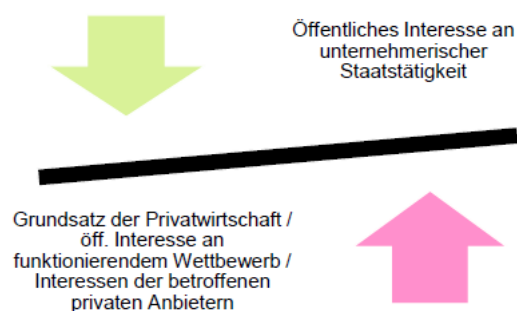 Öffentliches Interesse an
unternehmerischer
Staatstätigkeit
Grundsatz der Privatwirtschaft /
öff. Interesse an
funktionierendem Wettbewerb /
Interessen der betroffenen
privaten Anbietern